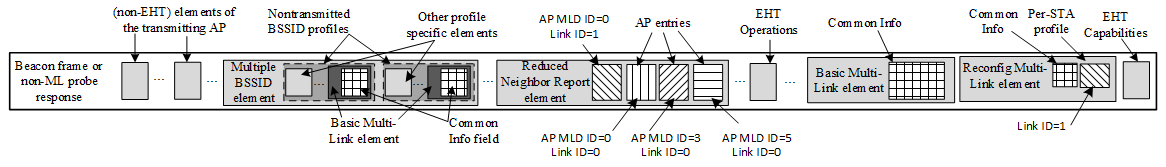 (non-EHT) elements of
the transmitting AP
Nontransmitted
BSSID profiles
Other profile
specific elements
AP MLD ID=0
Link ID=1
AP entries
EHT
Operations
Common Info
Common
Info
Per-STA
profile
EHT
Capabilities
Beacon frame or
non-ML probe
response
...
...
Multiple
BSSID
element
...
...
Reduced
Neighbor Report
element
...
...
Basic Multi-
Link element
Reconfig Multi-
Link element
Basic Multi-
Link element
Common
Info field
AP MLD ID=0
Link ID=0
AP MLD ID=3
Link ID=0
AP MLD ID=5
Link ID=0
Link ID=1